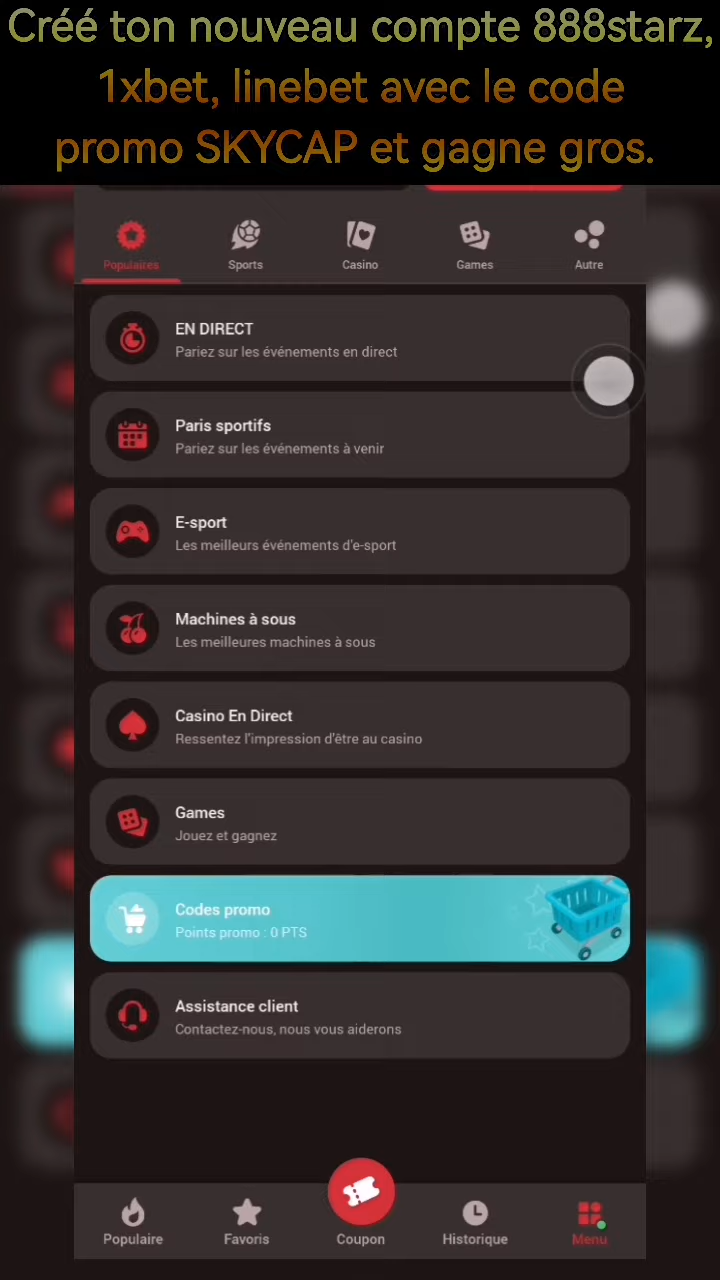 Créé ton nouveau compte 888starz,
1xbet, linebet avec le code
promo SKYCAP et gagne gros.
Populaires
Sports
Casino
Games
Autre
EN DIRECT
Pariez sur les événements en direct
Paris sportifs
Pariez sur les événements à venir
E-sport
Les meilleurs événements d'e-sport
Machines à sous
Les meilleures machines à sous
Casino En Direct
Ressentez l'impression d'être au casino
Games
Jouez et gagnez
Codes promo
Points promo : 0 PTS
Assistance client
Contactez-nous, nous vous aiderons
Populaire
Favoris
Coupon
Historique
Menu